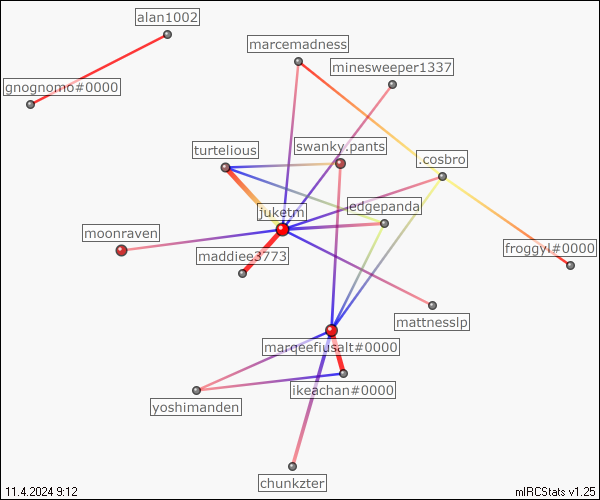 alan1002
marcemadness
minesweeper1337
gnognomo#0000
swanky.pants
turtelious
.cosbro
edgepanda
juketm
moonraven
froggyl#0000
maddiee3773
mattnesslp
marqeefiusalt#0000
ikeachan#0000
yoshimanden
chunkzter
11.4.2024 9:12
mIRCStats v1.25